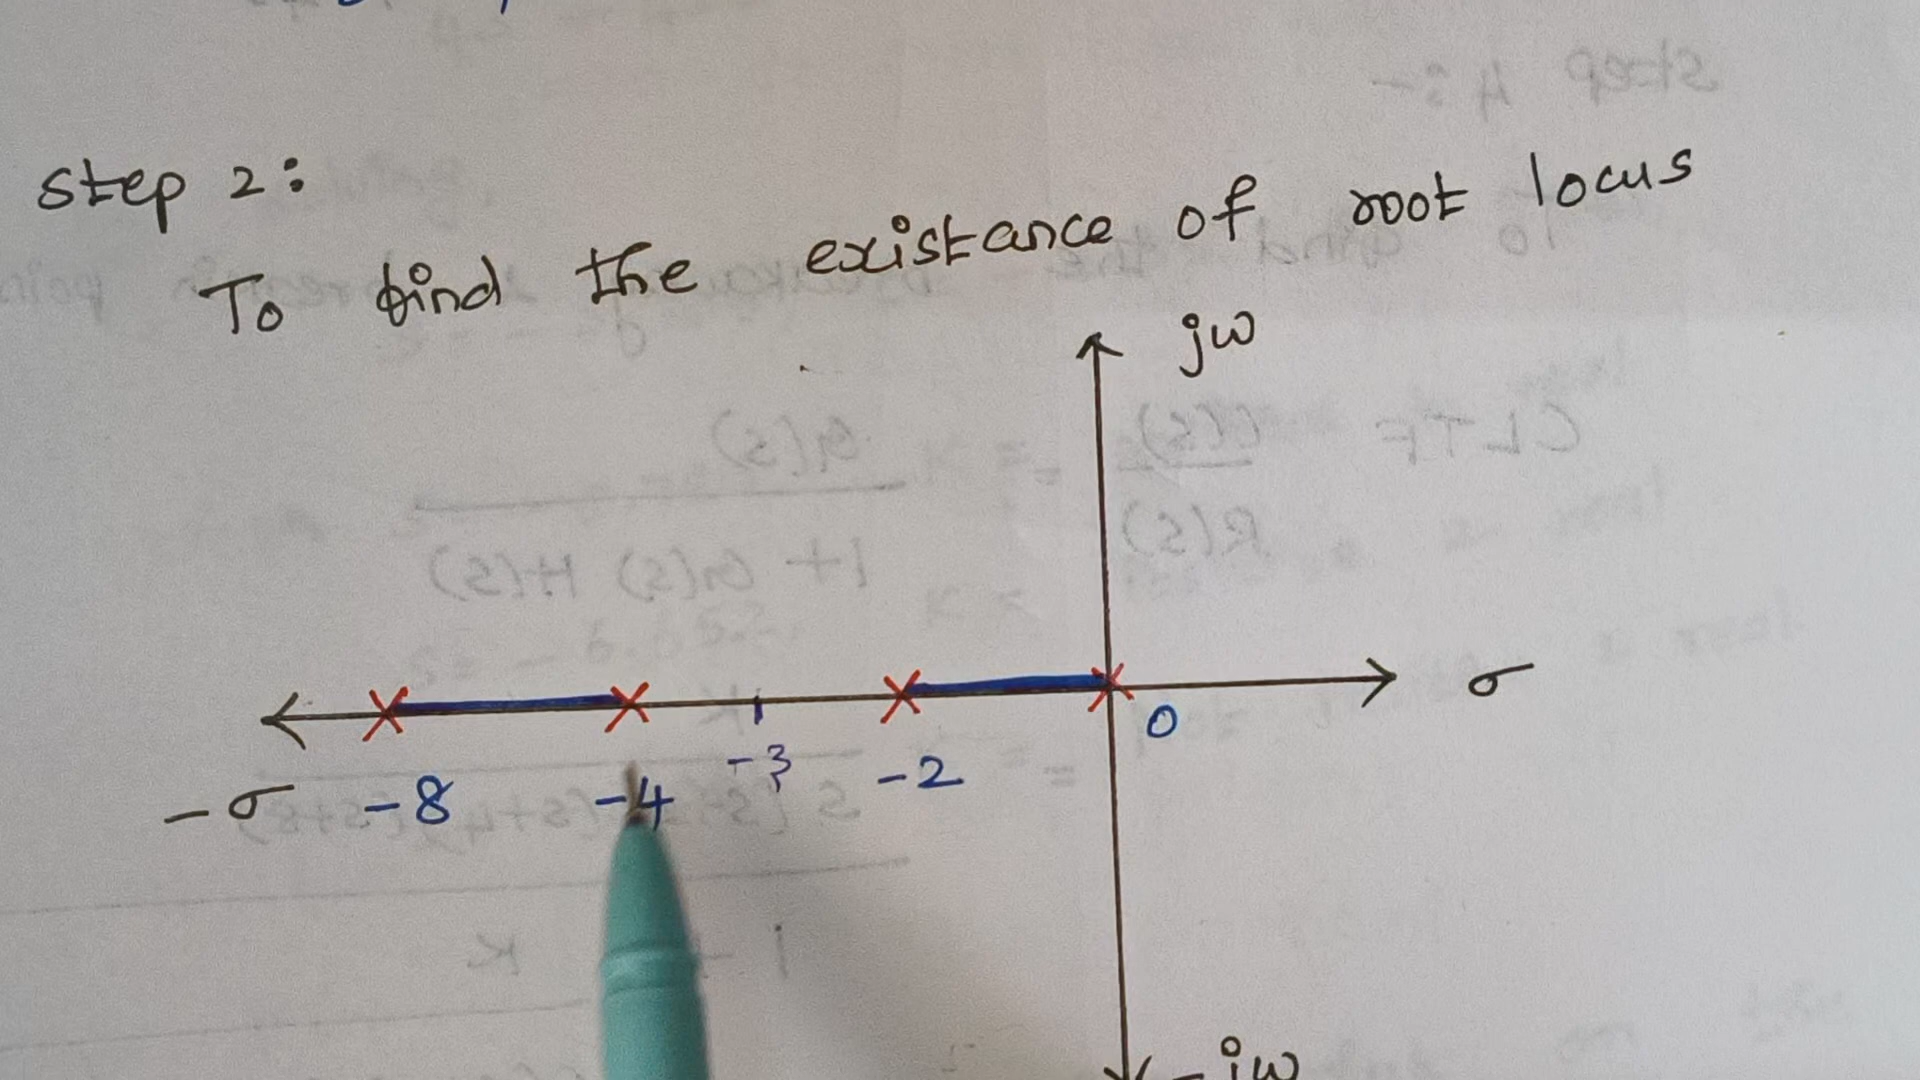 step 2:
To find the existance of root locus
jω
σ
0
-σ -8 -4 -3 -2
-jω